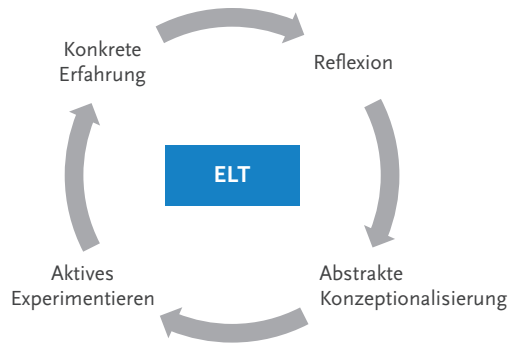 Konkrete
Erfahrung
Reflexion
ELT
Abstrakte
Konzeptionalisierung
Aktives
Experimentieren